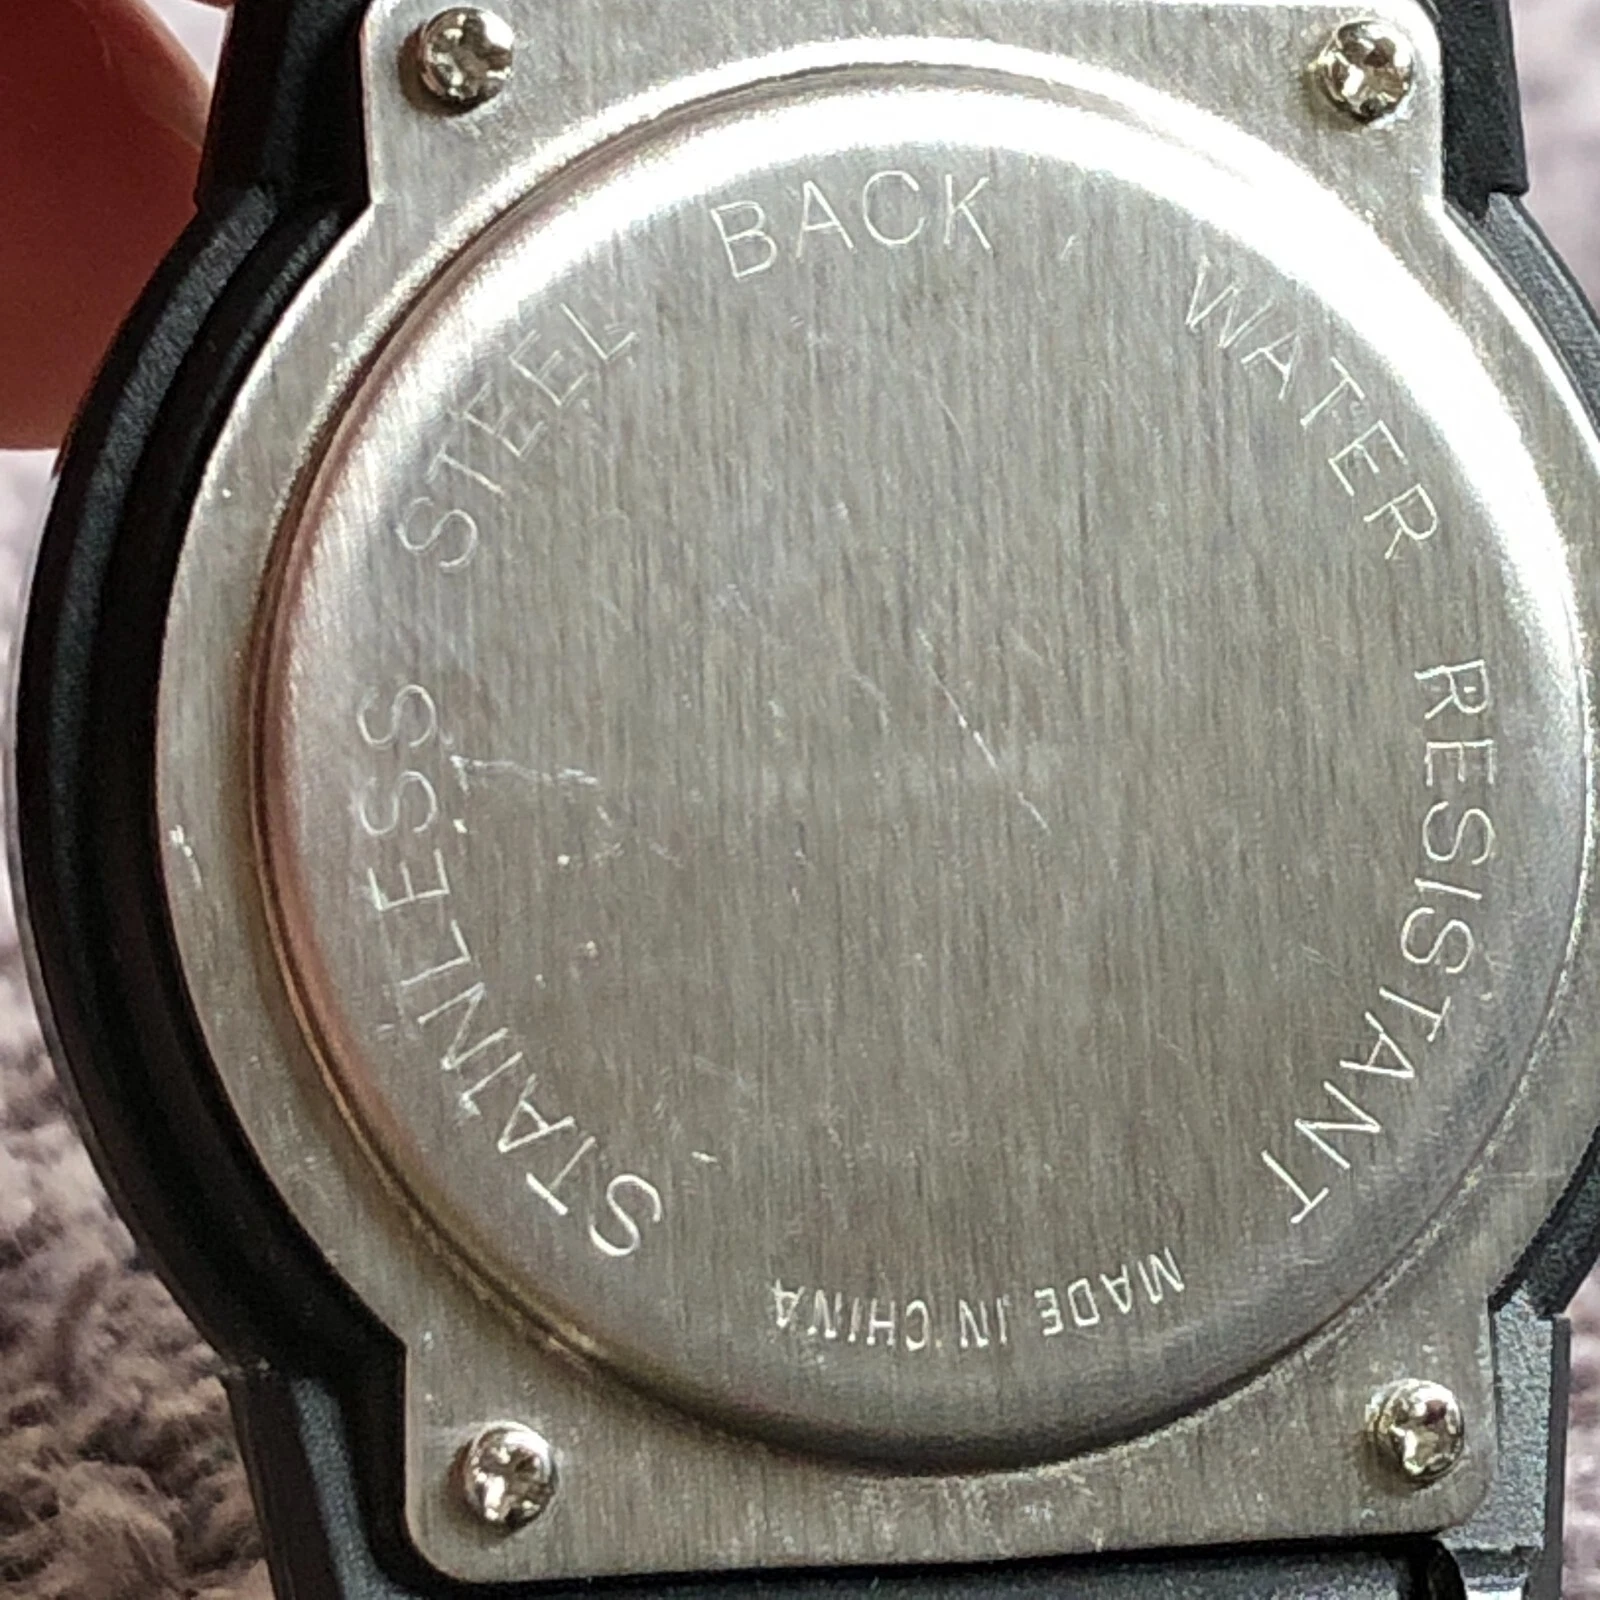 STAINLESS STEEL BACK
WATER RESISTANT
MADE IN CHINA